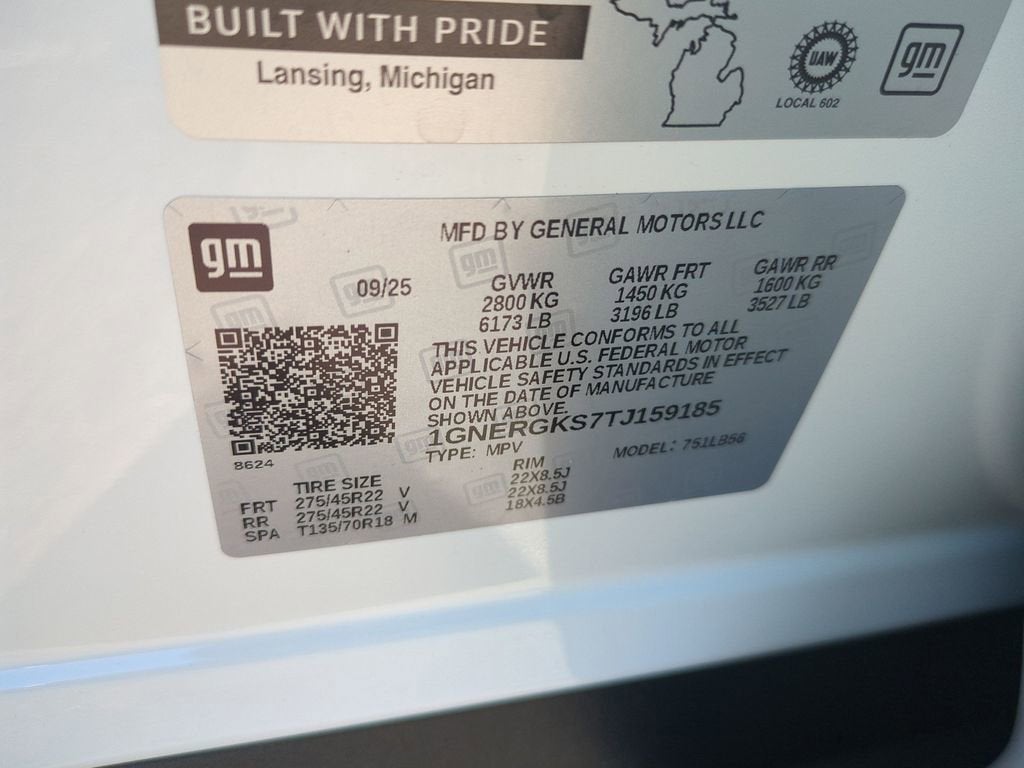 BUILT WITH PRIDE
Lansing, Michigan
UAW
LOCAL 602
gm
gm
MFD BY GENERAL MOTORS LLC
09/25
GVWR
2800 KG
6173 LB
GAWR FRT
1450 KG
3196 LB
GAWR RR
1600 KG
3527 LB
THIS VEHICLE CONFORMS TO ALL
APPLICABLE U.S. FEDERAL MOTOR
VEHICLE SAFETY STANDARDS IN EFFECT
ON THE DATE OF MANUFACTURE
SHOWN ABOVE.
1GNERGKS7TJ159185
TYPE: MPV MODEL: 751LB56
8624
TIRE SIZE RIM
FRT 275/45R22 V 22X8.5J
RR 275/45R22 V 22X8.5J
SPA T135/70R18 M 18X4.5B